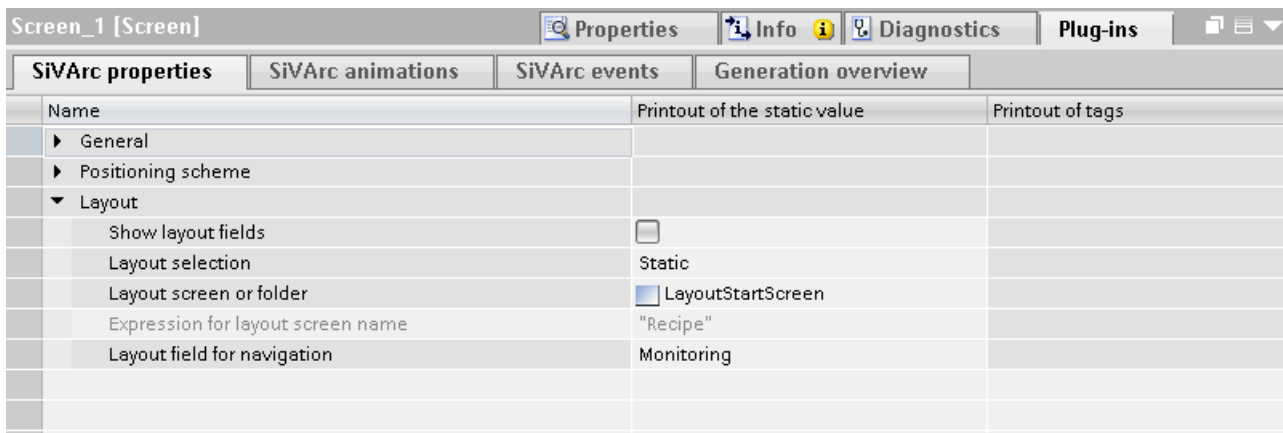 Screen_1 [Screen] Properties Info Diagnostics Plug-ins
SiVArc properties SiVArc animations SiVArc events Generation overview
Name Printout of the static value Printout of tags
General
Positioning scheme
Layout
Show layout fields
Layout selection Static
Layout screen or folder LayoutStartScreen
Expression for layout screen name "Recipe"
Layout field for navigation Monitoring